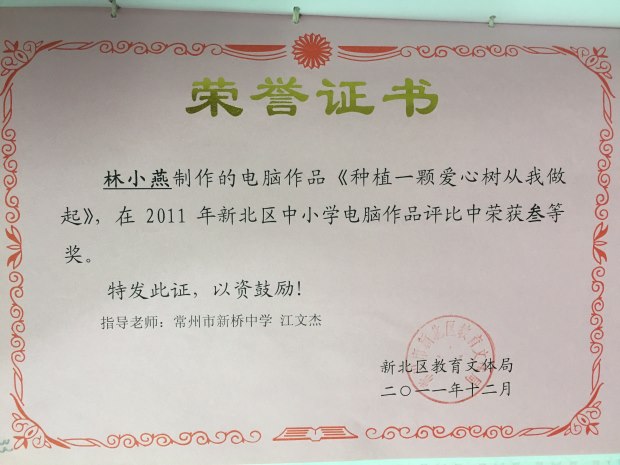 荣誉证书
林小燕制作的电脑作品《种植一颗爱心树从我做
起》，在 2011 年新北区中小学电脑作品评比中荣获叁等
奖。
特发此证，以资鼓励！
指导老师：常州市新桥中学 江文杰
新北区教育文体局
二〇一一年十二月